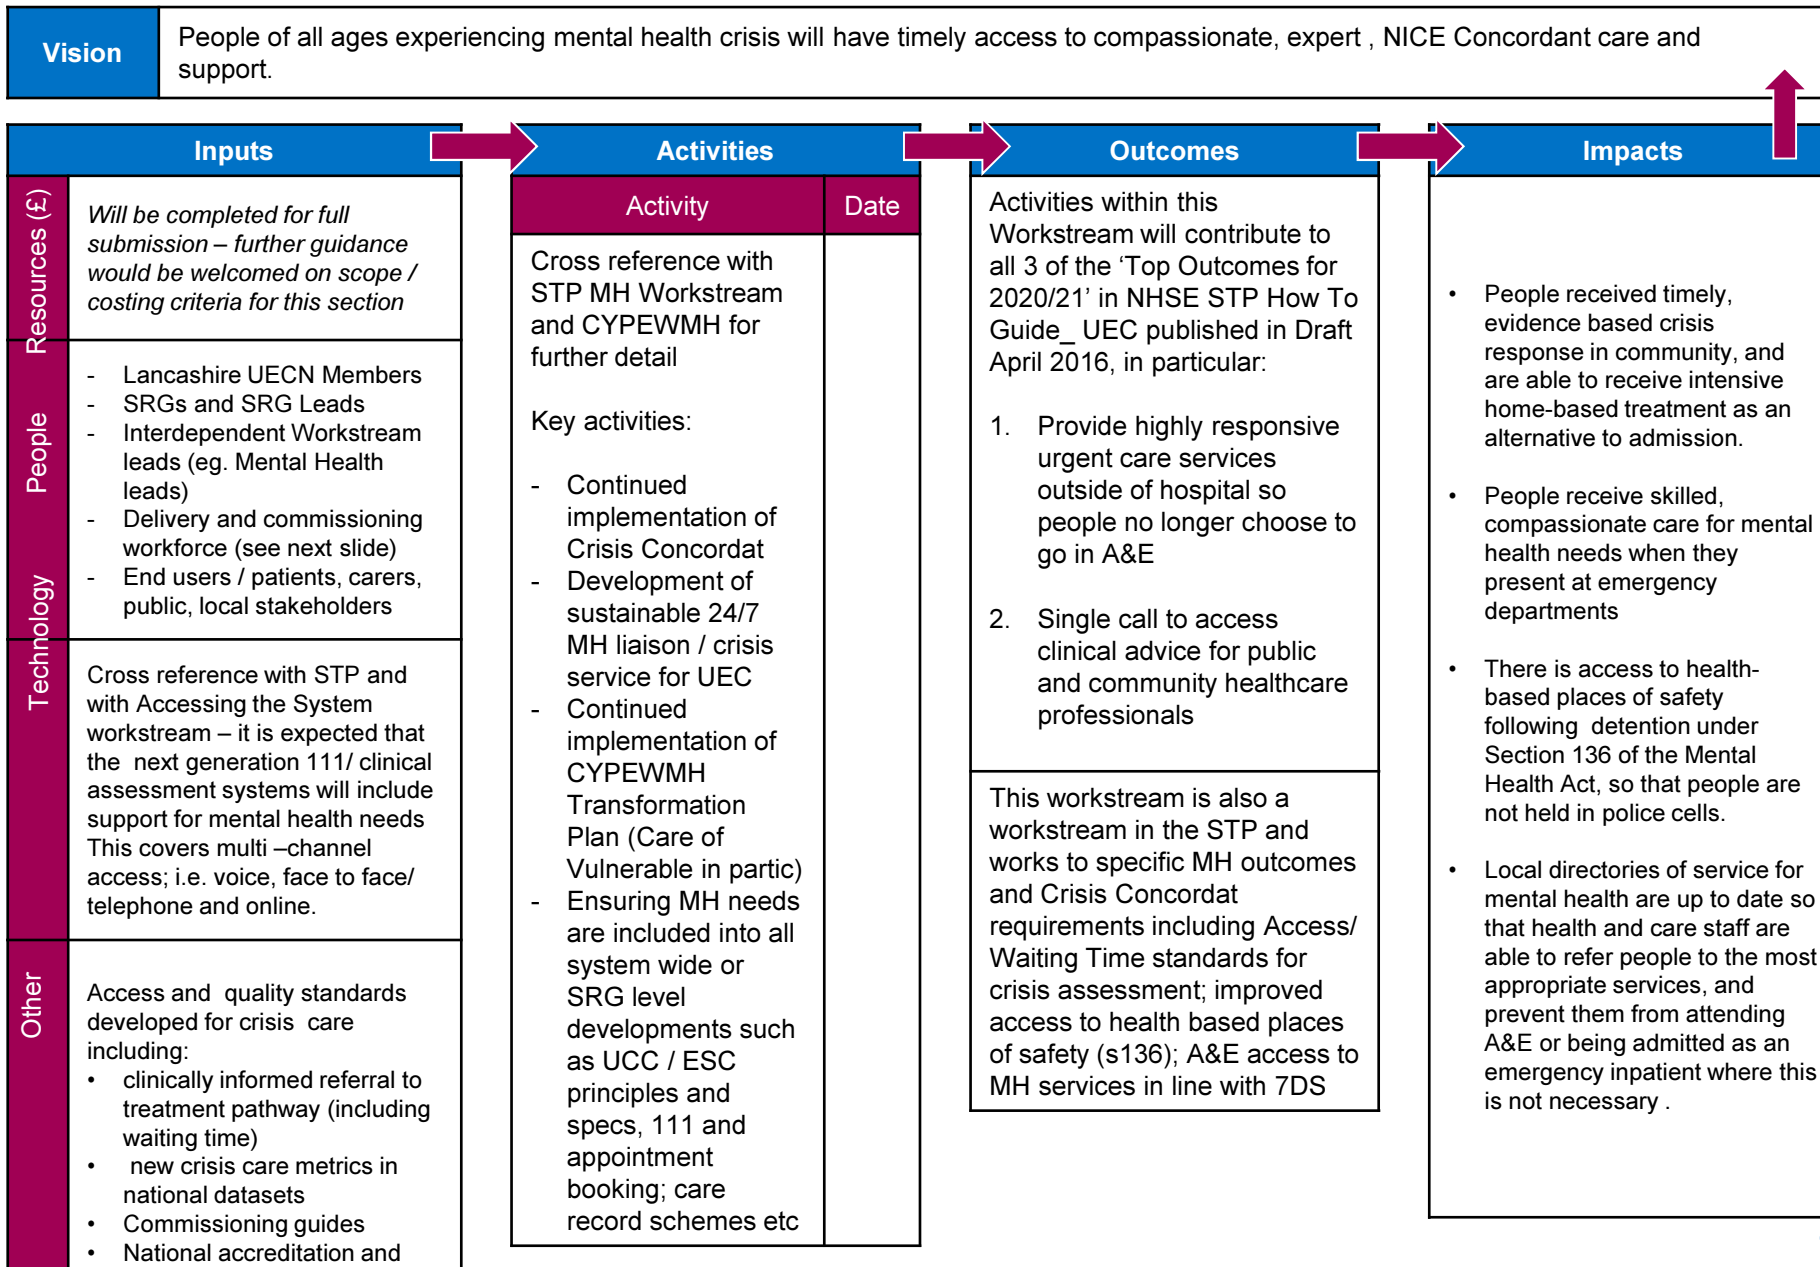 Vision
People of all ages experiencing mental health crisis will have timely access to compassionate, expert , NICE Concordant care and
support.
Inputs
Resources (£)
Will be completed for full
submission – further guidance
would be welcomed on scope /
costing criteria for this section
People
- Lancashire UECN Members
- SRGs and SRG Leads
- Interdependent Workstream
leads (eg. Mental Health
leads)
- Delivery and commissioning
workforce (see next slide)
- End users / patients, carers,
public, local stakeholders
Technology
Cross reference with STP and
with Accessing the System
workstream – it is expected that
the next generation 111/ clinical
assessment systems will include
support for mental health needs
This covers multi –channel
access; i.e. voice, face to face/
telephone and online.
Other
Access and quality standards
developed for crisis care
including:
• clinically informed referral to
treatment pathway (including
waiting time)
• new crisis care metrics in
national datasets
• Commissioning guides
• National accreditation and
Activities
Activity
Date
Cross reference with
STP MH Workstream
and CYPEWMH for
further detail
Key activities:
- Continued
implementation of
Crisis Concordat
- Development of
sustainable 24/7
MH liaison / crisis
service for UEC
- Continued
implementation of
CYPEWMH
Transformation
Plan (Care of
Vulnerable in partic)
- Ensuring MH needs
are included into all
system wide or
SRG level
developments such
as UCC / ESC
principles and
specs, 111 and
appointment
booking; care
record schemes etc
Outcomes
Activities within this
Workstream will contribute to
all 3 of the ‘Top Outcomes for
2020/21’ in NHSE STP How To
Guide_ UEC published in Draft
April 2016, in particular:
1. Provide highly responsive
urgent care services
outside of hospital so
people no longer choose to
go in A&E
2. Single call to access
clinical advice for public
and community healthcare
professionals
This workstream is also a
workstream in the STP and
works to specific MH outcomes
and Crisis Concordat
requirements including Access/
Waiting Time standards for
crisis assessment; improved
access to health based places
of safety (s136); A&E access to
MH services in line with 7DS
Impacts
• People received timely,
evidence based crisis
response in community, and
are able to receive intensive
home-based treatment as an
alternative to admission.
• People receive skilled,
compassionate care for mental
health needs when they
present at emergency
departments
• There is access to health-
based places of safety
following detention under
Section 136 of the Mental
Health Act, so that people are
not held in police cells.
• Local directories of service for
mental health are up to date so
that health and care staff are
able to refer people to the most
appropriate services, and
prevent them from attending
A&E or being admitted as an
emergency inpatient where this
is not necessary .